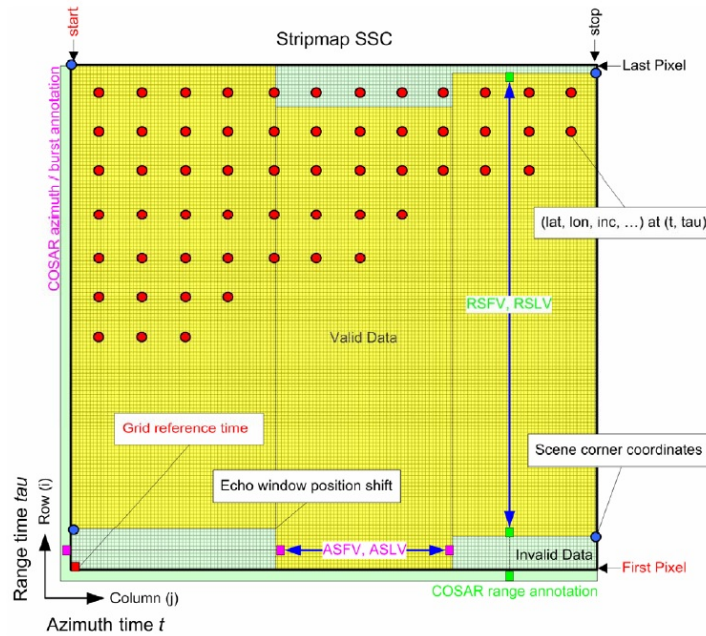 start
Stripmap SSC
stop
Last Pixel
COSAR azimuth / burst annotation
(lat, lon, inc, …) at (t, tau)
RSFV, RSLV
Valid Data
Grid reference time
Scene corner coordinates
Echo window position shift
ASFV, ASLV
Invalid Data
Range time tau
Row (i)
First Pixel
COSAR range annotation
Column (j)
Azimuth time t